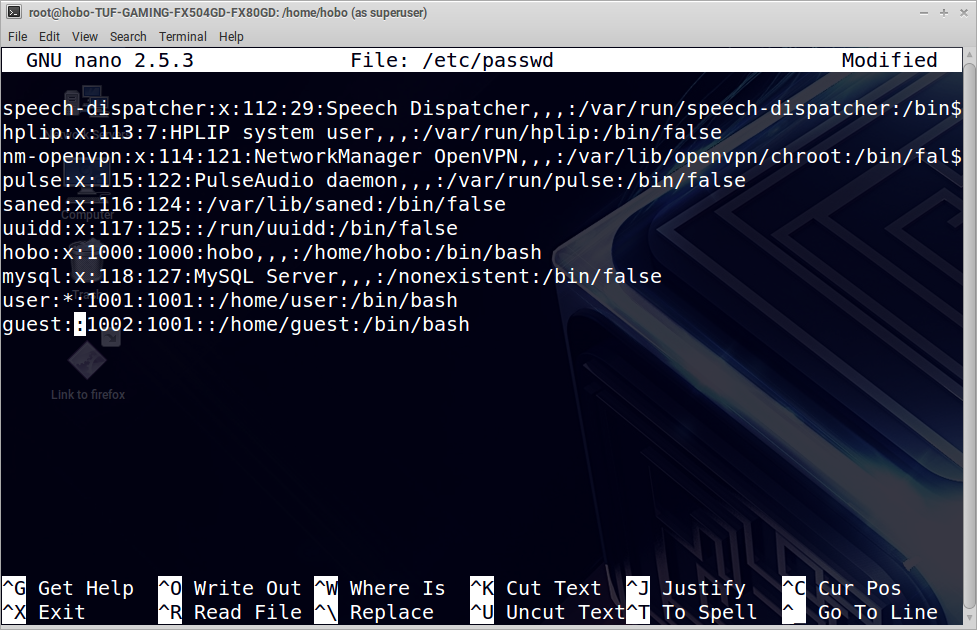 root@hobo-TUF-GAMING-FX504GD-FX80GD: /home/hobo (as superuser)
File Edit View Search Terminal Help
GNU nano 2.5.3 File: /etc/passwd Modified
speech-dispatcher:x:112:29:Speech Dispatcher,,,:/var/run/speech-dispatcher:/bin$
hplip:x:113:7:HPLIP system user,,,:/var/run/hplip:/bin/false
nm-openvpn:x:114:121:NetworkManager OpenVPN,,,:/var/lib/openvpn/chroot:/bin/fal$
pulse:x:115:122:PulseAudio daemon,,,:/var/run/pulse:/bin/false
saned:x:116:124::/var/lib/saned:/bin/false
Computer
uuidd:x:117:125::/run/uuidd:/bin/false
hobo:x:1000:1000:hobo,,,:/home/hobo:/bin/bash
mysql:x:118:127:MySQL Server,,,:/nonexistent:/bin/false
user:*:1001:1001::/home/user:/bin/bash
guest::1002:1001::/home/guest:/bin/bash
Link to firefox
^G Get Help ^O Write Out ^W Where Is ^K Cut Text ^J Justify ^C Cur Pos
^X Exit ^R Read File ^\ Replace ^U Uncut Text ^T To Spell ^_ Go To Line